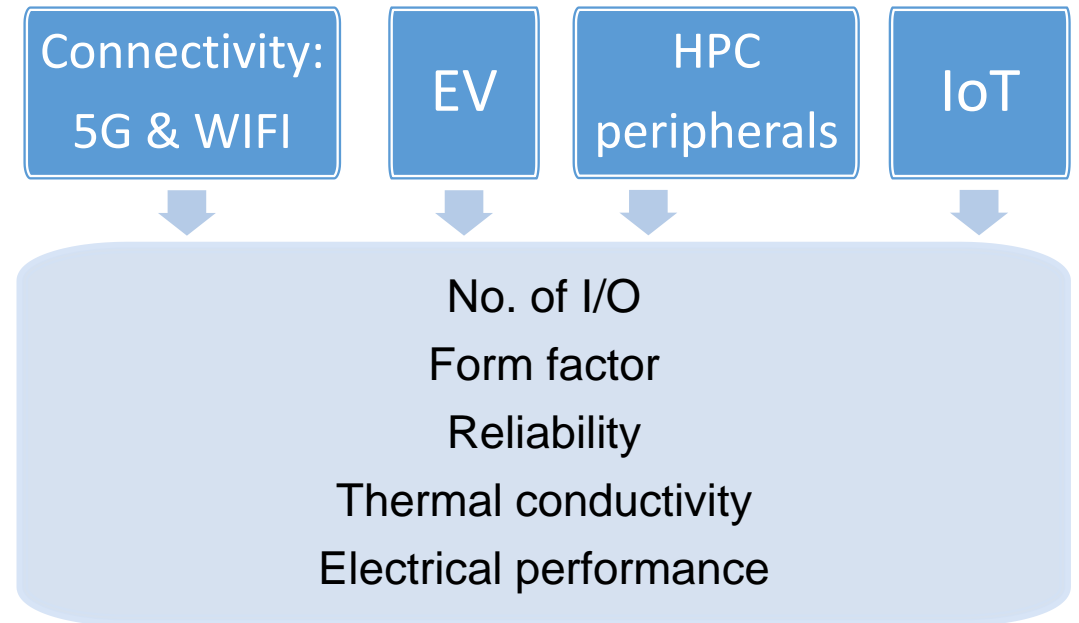 Connectivity:
5G & WIFI
EV
HPC
peripherals
IoT
No. of I/O
Form factor
Reliability
Thermal conductivity
Electrical performance